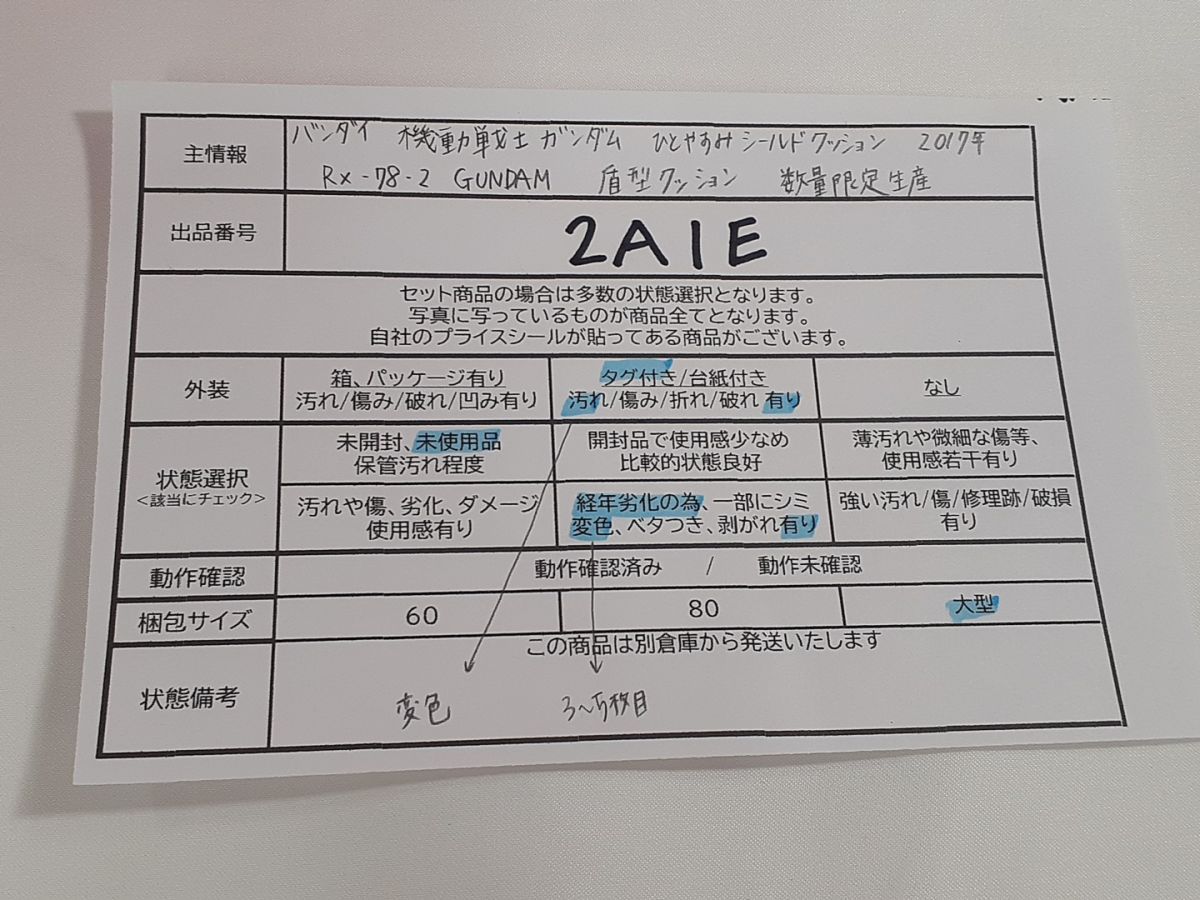 主情報
バンダイ 機動戦士ガンダム ひとやすみシールドクッション 2017年
RX-78-2 GUNDAM 盾型クッション 数量限定生産
出品番号
2A1E
セット商品の場合は多数の状態選択となります。
写真に写っているものが商品全てとなります。
自社のプライスシールが貼ってある商品がございます。
外装
箱、パッケージ有り
汚れ/傷み/破れ/凹み有り
タグ付き/台紙付き
汚れ/傷み/折れ/破れ 有り
なし
状態選択
<該当にチェック>
未開封、未使用品
保管汚れ程度
開封品で使用感少なめ
比較的状態良好
薄汚れや微細な傷等、
使用感若干有り
汚れや傷、劣化、ダメージ
使用感有り
経年劣化の為、一部にシミ
変色、ベタつき、剥がれ有り
強い汚れ/傷/修理跡/破損
有り
動作確認
動作確認済み / 動作未確認
梱包サイズ
60
80
大型
状態備考
この商品は別倉庫から発送いたします
変色
3~5枚目